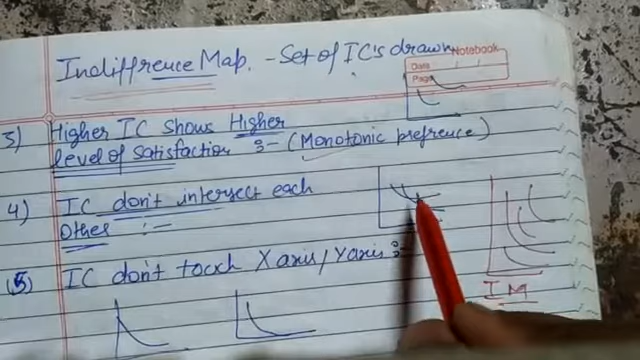 Indiffrence Map. - Set of IC's drawn
Notebook
Date / /
Page
3) Higher IC shows Higher
level of satisfaction :- (Monotonic prefrence)
4) IC don't intersect each
Other :-
(5) IC don't touch X axis/Yaxis :-
IM